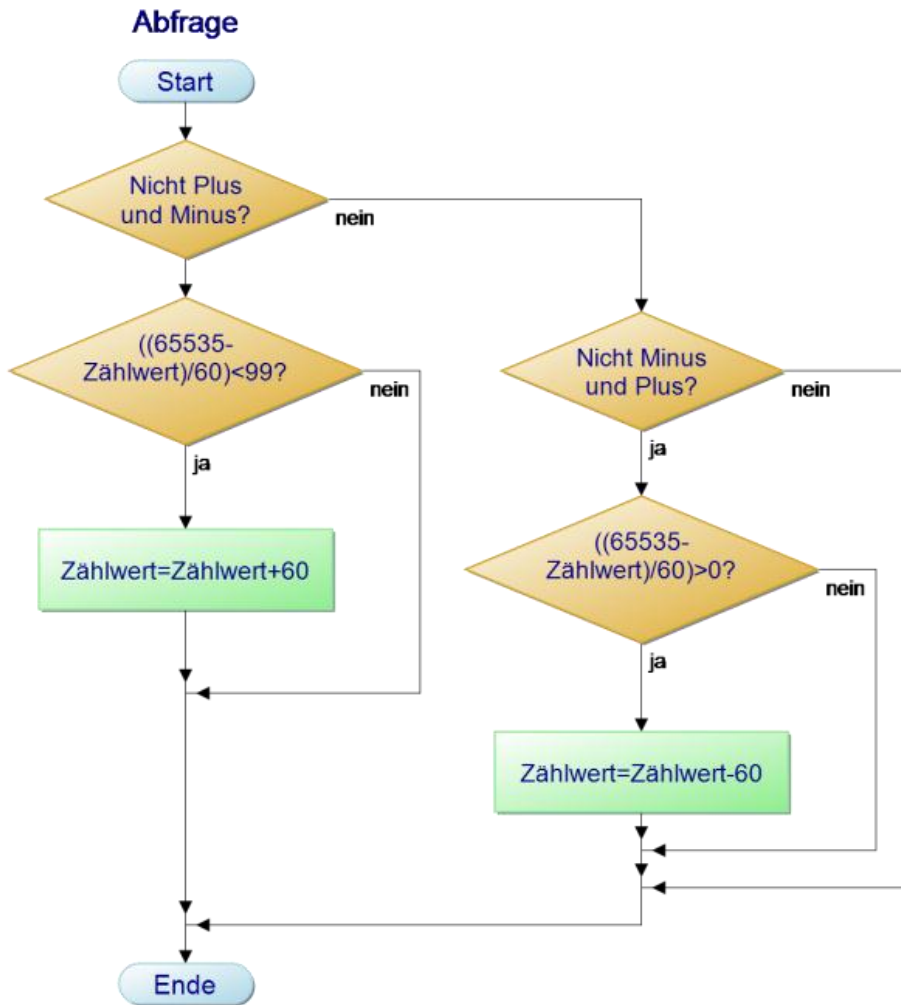 Abfrage
Start
Nicht Plus
und Minus?
nein
((65535-
Zählwert)/60)<99?
nein
ja
Zählwert=Zählwert+60
Nicht Minus
und Plus?
nein
ja
((65535-
Zählwert)/60)>0?
nein
ja
Zählwert=Zählwert-60
Ende